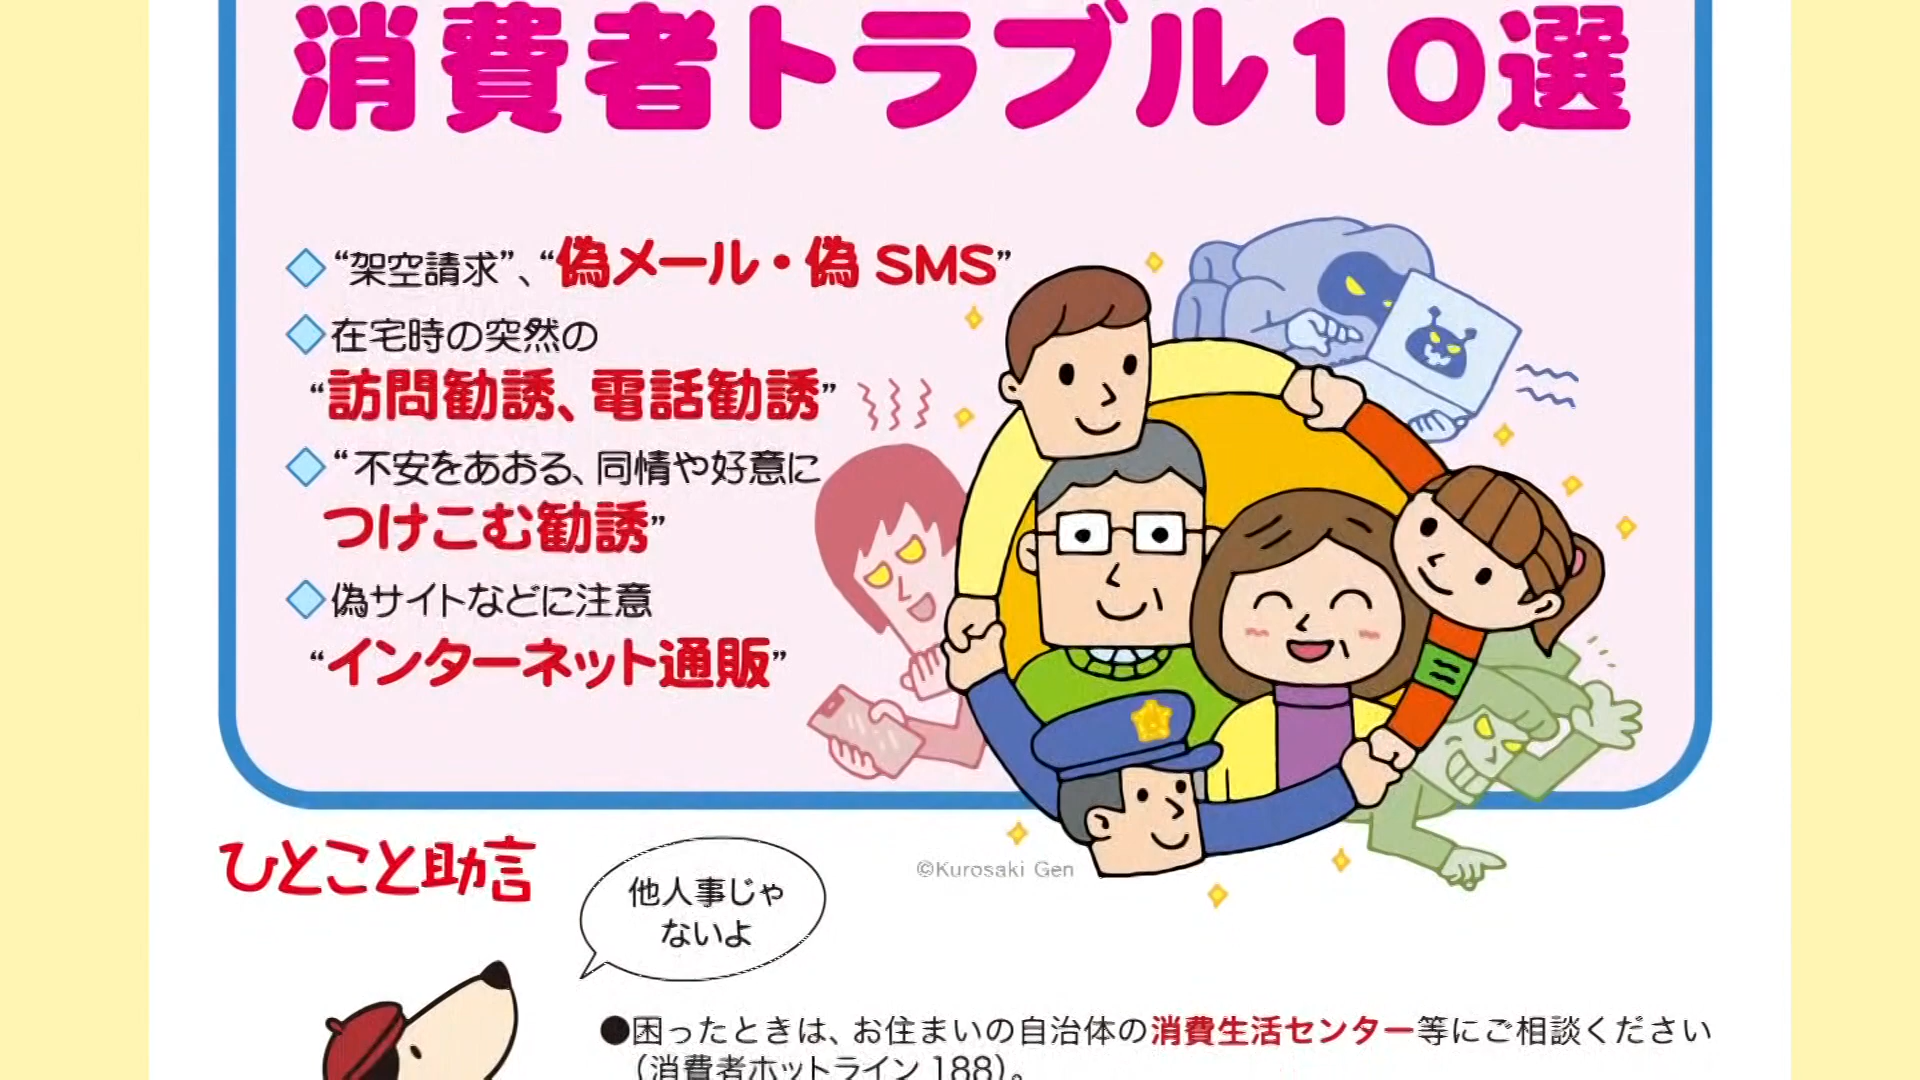 消費者トラブル10選
◇“架空請求”、“偽メール・偽 SMS”
◇在宅時の突然の
“訪問勧誘、電話勧誘”
◇“不安をあおる、同情や好意に
つけこむ勧誘”
◇偽サイトなどに注意
“インターネット通販”
©Kurosaki Gen
ひとこと助言
他人事じゃ
ないよ
●困ったときは、お住まいの自治体の消費生活センター等にご相談ください
（消費者ホットライン 188）。